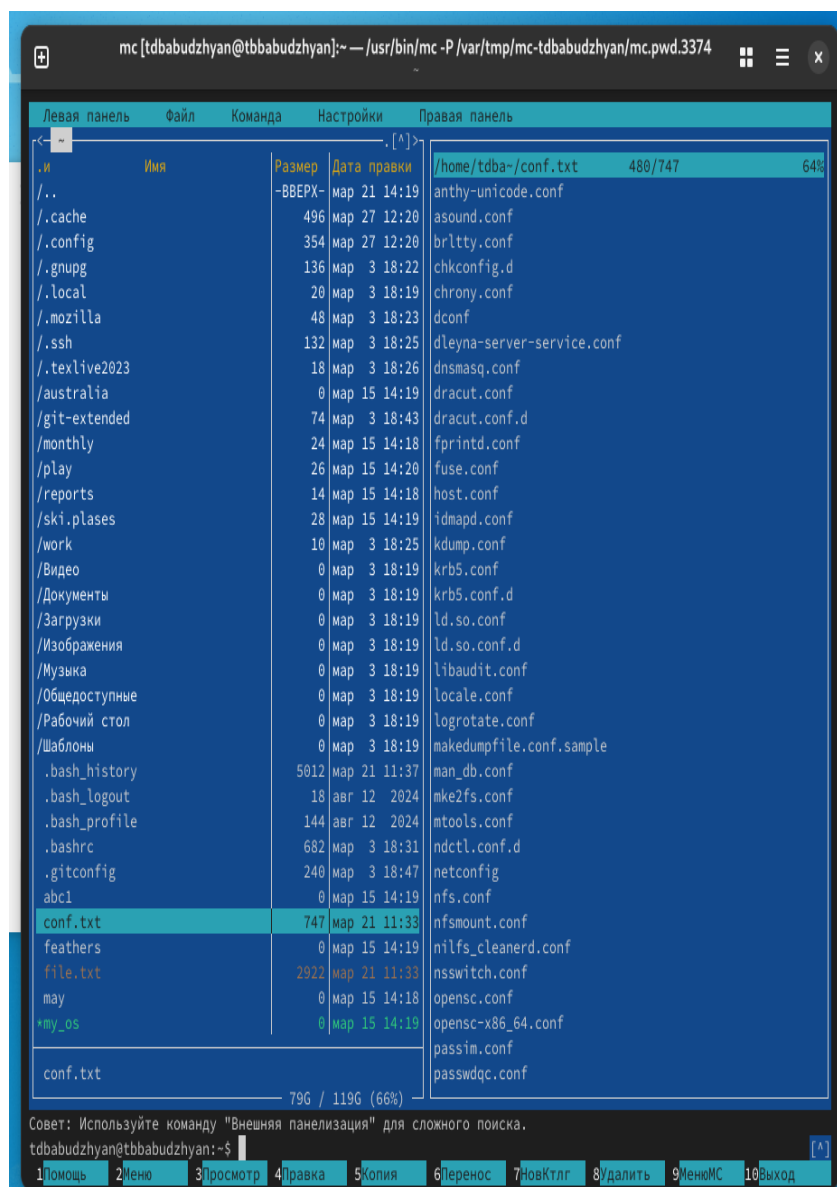 mc [tdbabudzhyan@tbbabudzhyan]:~ — /usr/bin/mc -P /var/tmp/mc-tdbabudzhyan/mc.pwd.3374
~
Левая панель Файл Команда Настройки Правая панель
<- ~ .[^]>
.и Имя Размер Дата правки
/.. -ВВЕРХ- мар 21 14:19
/.cache 496 мар 27 12:20
/.config 354 мар 27 12:20
/.gnupg 136 мар 3 18:22
/.local 20 мар 3 18:19
/.mozilla 48 мар 3 18:23
/.ssh 132 мар 3 18:25
/.texlive2023 18 мар 3 18:26
/australia 0 мар 15 14:19
/git-extended 74 мар 3 18:43
/monthly 24 мар 15 14:18
/play 26 мар 15 14:20
/reports 14 мар 15 14:18
/ski.plases 28 мар 15 14:19
/work 10 мар 3 18:25
/Видео 0 мар 3 18:19
/Документы 0 мар 3 18:19
/Загрузки 0 мар 3 18:19
/Изображения 0 мар 3 18:19
/Музыка 0 мар 3 18:19
/Общедоступные 0 мар 3 18:19
/Рабочий стол 0 мар 3 18:19
/Шаблоны 0 мар 3 18:19
.bash_history 5012 мар 21 11:37
.bash_logout 18 авг 12 2024
.bash_profile 144 авг 12 2024
.bashrc 682 мар 3 18:31
.gitconfig 240 мар 3 18:47
abc1 0 мар 15 14:19
conf.txt 747 мар 21 11:33
feathers 0 мар 15 14:19
file.txt 2922 мар 21 11:33
may 0 мар 15 14:18
*my_os 0 мар 15 14:19
conf.txt
79G / 119G (66%)
/home/tdba~/conf.txt 480/747 64%
anthy-unicode.conf
asound.conf
brltty.conf
chkconfig.d
chrony.conf
dconf
dleyna-server-service.conf
dnsmasq.conf
dracut.conf
dracut.conf.d
fprintd.conf
fuse.conf
host.conf
idmapd.conf
kdump.conf
krb5.conf
krb5.conf.d
ld.so.conf
ld.so.conf.d
libaudit.conf
locale.conf
logrotate.conf
makedumpfile.conf.sample
man_db.conf
mke2fs.conf
mtools.conf
ndctl.conf.d
netconfig
nfs.conf
nfsmount.conf
nilfs_cleanerd.conf
nsswitch.conf
opensc.conf
opensc-x86_64.conf
passim.conf
passwdqc.conf
Совет: Используйте команду "Внешняя панелизация" для сложного поиска.
tdbabudzhyan@tbbabudzhyan:~$ [^]
1Помощь 2Меню 3Просмотр 4Правка 5Копия 6Перенос 7НовКтлг 8Удалить 9МенюМС 10Выход